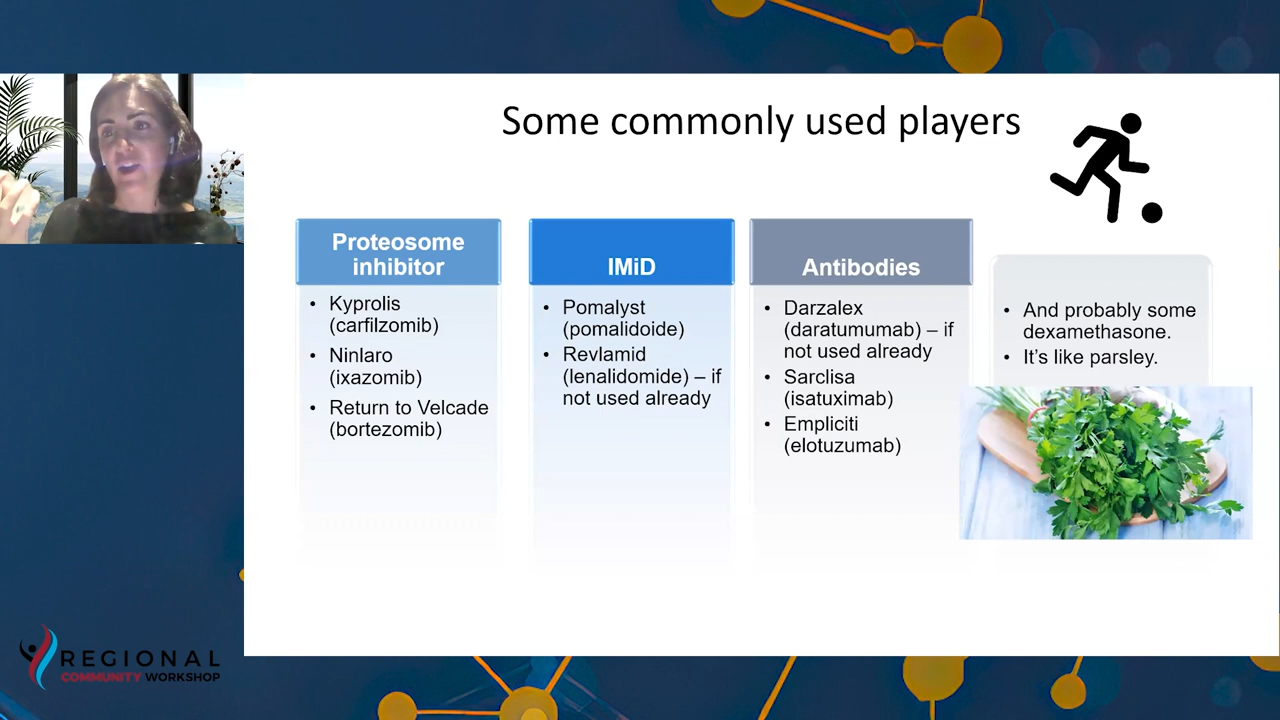 Some commonly used players
Proteosome
inhibitor
• Kyprolis
(carfilzomib)
• Ninlaro
(ixazomib)
• Return to Velcade
(bortezomib)
IMiD
• Pomalyst
(pomalidoide)
• Revlamid
(lenalidomide) – if
not used already
Antibodies
• Darzalex
(daratumumab) – if
not used already
• Sarclisa
(isatuximab)
• Empliciti
(elotuzumab)
• And probably some
dexamethasone.
• It's like parsley.
REGIONAL
COMMUNITY WORKSHOP